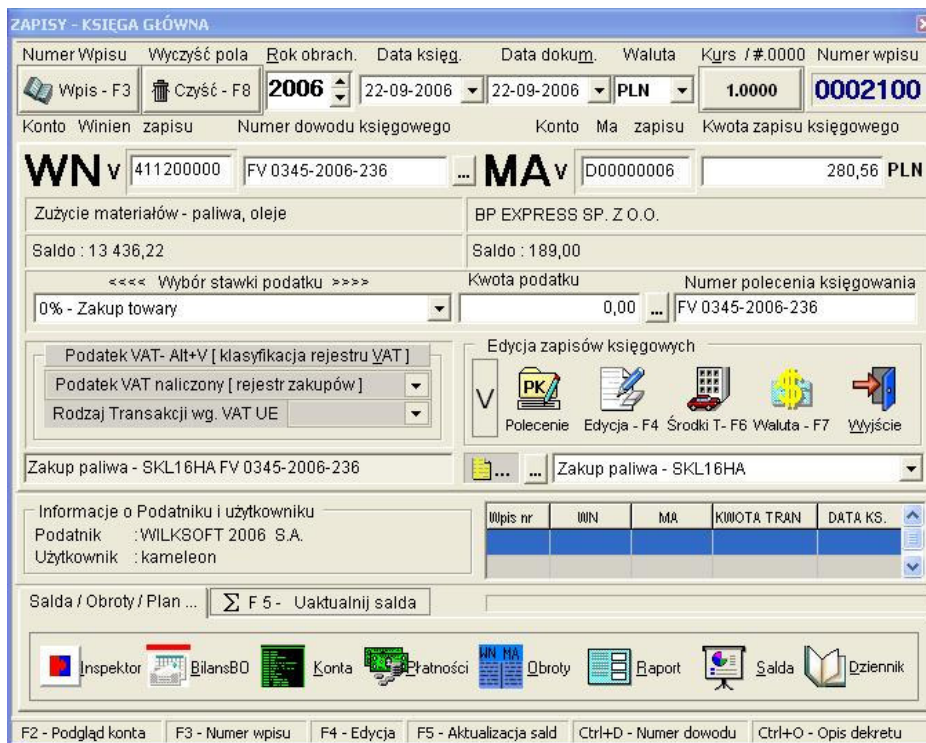 ZAPISY - KSIĘGA GŁÓWNA
Numer Wpisu Wyczyść pola Rok obrach. Data księg. Data dokum. Waluta Kurs / #.0000 Numer wpisu
Wpis - F3 Czyść - F8 2006 22-09-2006 22-09-2006 PLN 1.0000 0002100
Konto Winien zapisu Numer dowodu księgowego Konto Ma zapisu Kwota zapisu księgowego
WN V 411200000 FV 0345-2006-236 ... MA V D00000006 280,56 PLN
Zużycie materiałów - paliwa, oleje BP EXPRESS SP. Z O.O.
Saldo : 13 436,22 Saldo : 189,00
<<<< Wybór stawki podatku >>>> Kwota podatku Numer polecenia księgowania
0% - Zakup towary 0,00 ... FV 0345-2006-236
Podatek VAT- Alt+V [ klasyfikacja rejestru VAT ] Edycja zapisów księgowych
Podatek VAT naliczony [ rejestr zakupów ] V PK
Rodzaj Transakcji wg. VAT UE Polecenie Edycja - F4 Środki T- F6 Waluta - F7 Wyjście
Zakup paliwa - SKL16HA FV 0345-2006-236 ... ... Zakup paliwa - SKL16HA
Informacje o Podatniku i użytkowniku Wpis nr WN MA KWOTA TRAN DATA KS.
Podatnik : WILKSOFT 2006 S.A.
Użytkownik : kameleon
Salda / Obroty / Plan ... Σ F 5 - Uaktualnij salda
Inspektor BilansBO Konta Płatności WN MA Obroty Raport Salda Dziennik
F2 - Podgląd konta F3 - Numer wpisu F4 - Edycja F5 - Aktualizacja sald Ctrl+D - Numer dowodu Ctrl+O - Opis dekretu